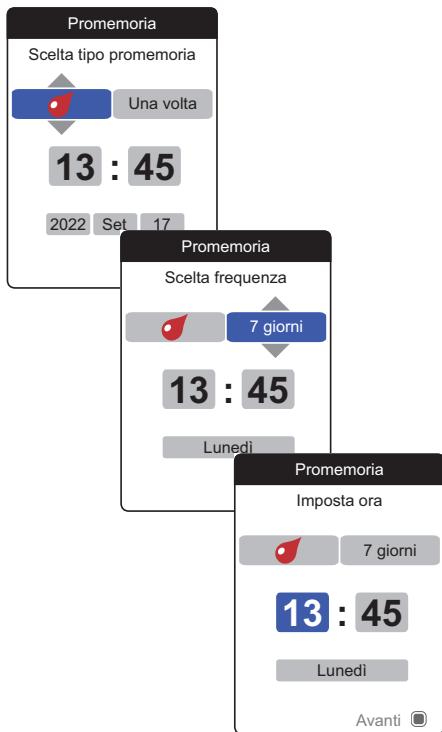 Promemoria
Scelta tipo promemoria
Una volta
13 : 45
2022 Set 17
Promemoria
Scelta frequenza
7 giorni
13 : 45
Lunedì
Promemoria
Imposta ora
7 giorni
13 : 45
Lunedì
Avanti